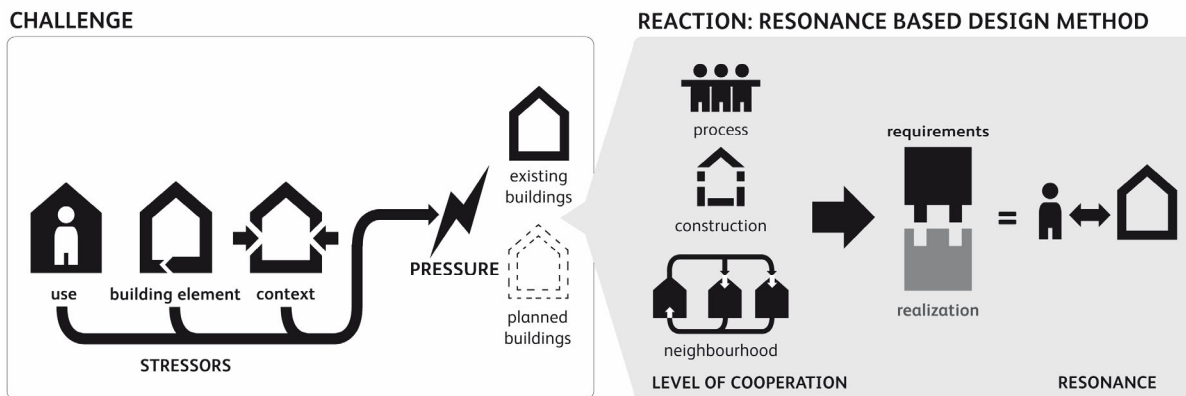 CHALLENGE
REACTION: RESONANCE BASED DESIGN METHOD
existing
buildings
PRESSURE
planned
buildings
use
building element
context
STRESSORS
process
construction
neighbourhood
LEVEL OF COOPERATION
requirements
=
realization
RESONANCE